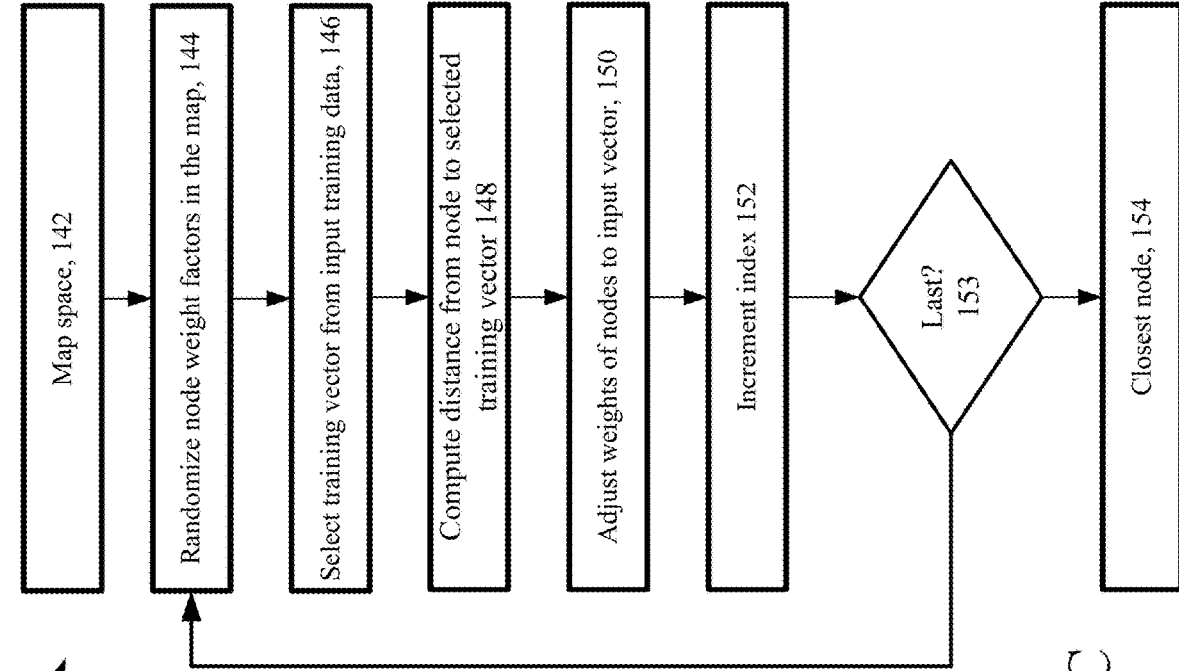 Map space, 142
Randomize node weight factors in the map, 144
Select training vector from input training data, 146
Compute distance from node to selected
training vector 148
Adjust weights of nodes to input vector, 150
Increment index 152
Last?
153
Closest node, 154